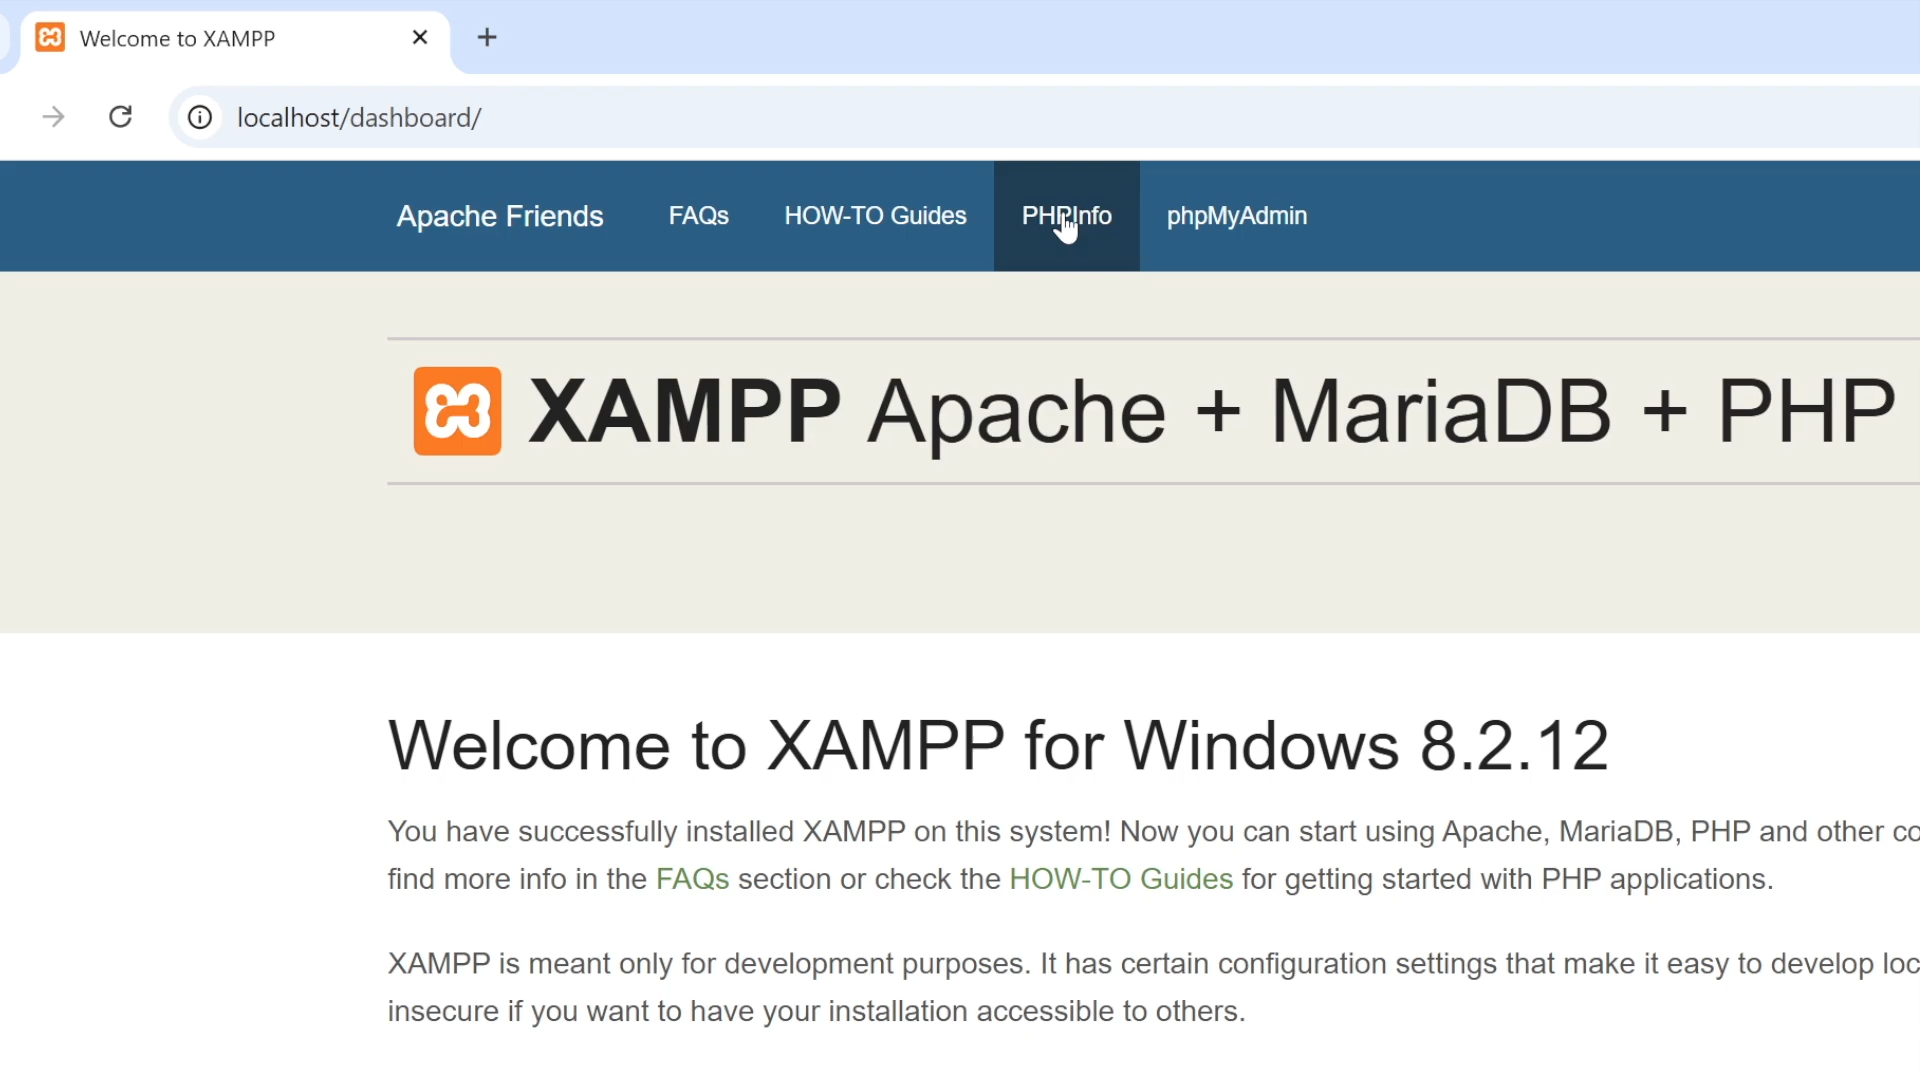 Welcome to XAMPP
localhost/dashboard/
Apache Friends FAQs HOW-TO Guides PHPInfo phpMyAdmin
XAMPP Apache + MariaDB + PHP
Welcome to XAMPP for Windows 8.2.12
You have successfully installed XAMPP on this system! Now you can start using Apache, MariaDB, PHP and other co
find more info in the FAQs section or check the HOW-TO Guides for getting started with PHP applications.
XAMPP is meant only for development purposes. It has certain configuration settings that make it easy to develop loc
insecure if you want to have your installation accessible to others.